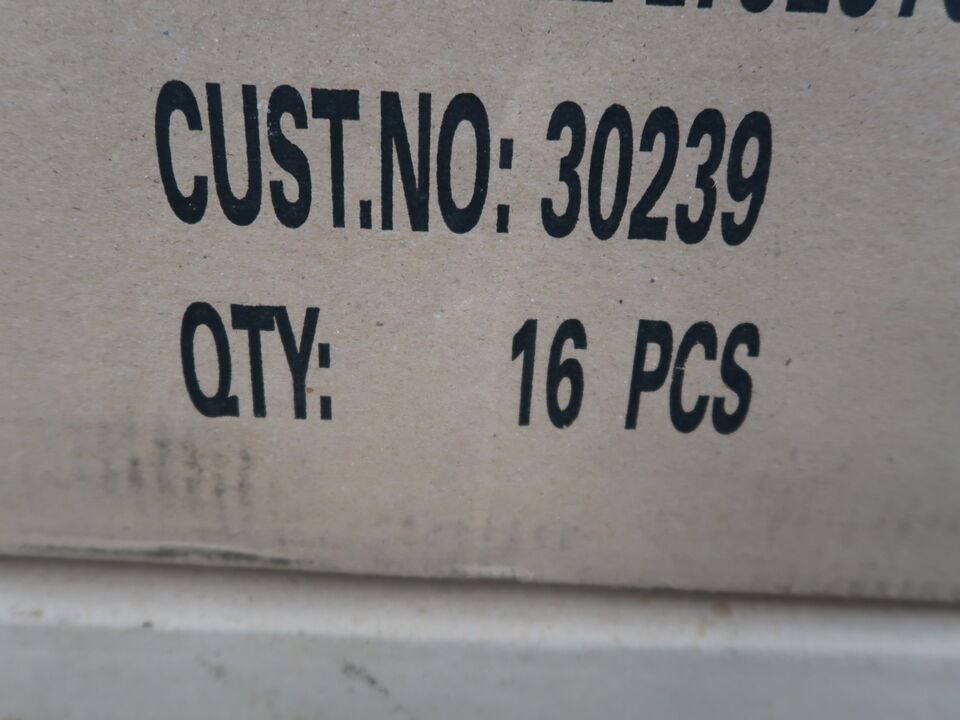 CUST.NO: 30239
QTY: 16 PCS